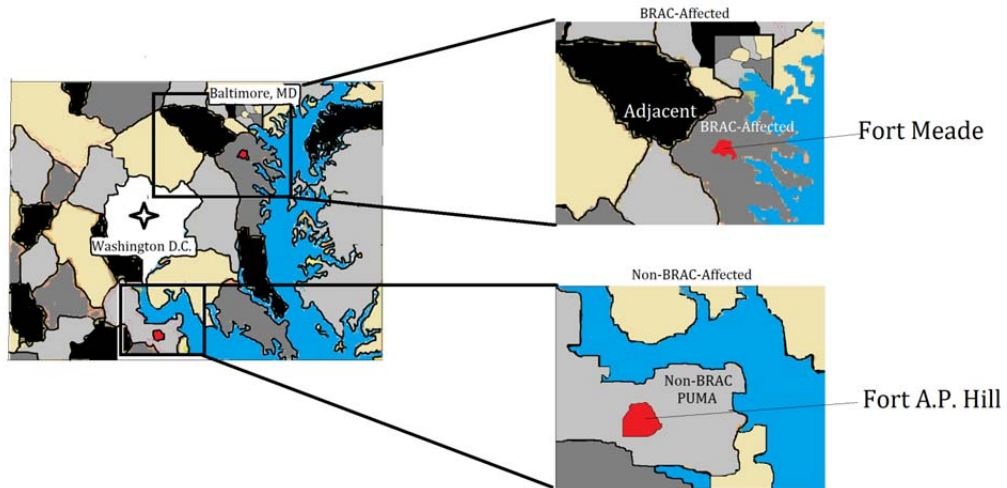 BRAC-Affected
Baltimore, MD
Adjacent
BRAC-Affected
Fort Meade
Washington D.C.
Non-BRAC-Affected
Non-BRAC
PUMA
Fort A.P. Hill